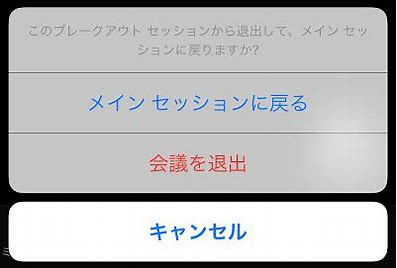 このブレークアウト セッションから退出して、メイン セッ
ションに戻りますか?
メイン セッションに戻る
会議を退出
キャンセル
ミ